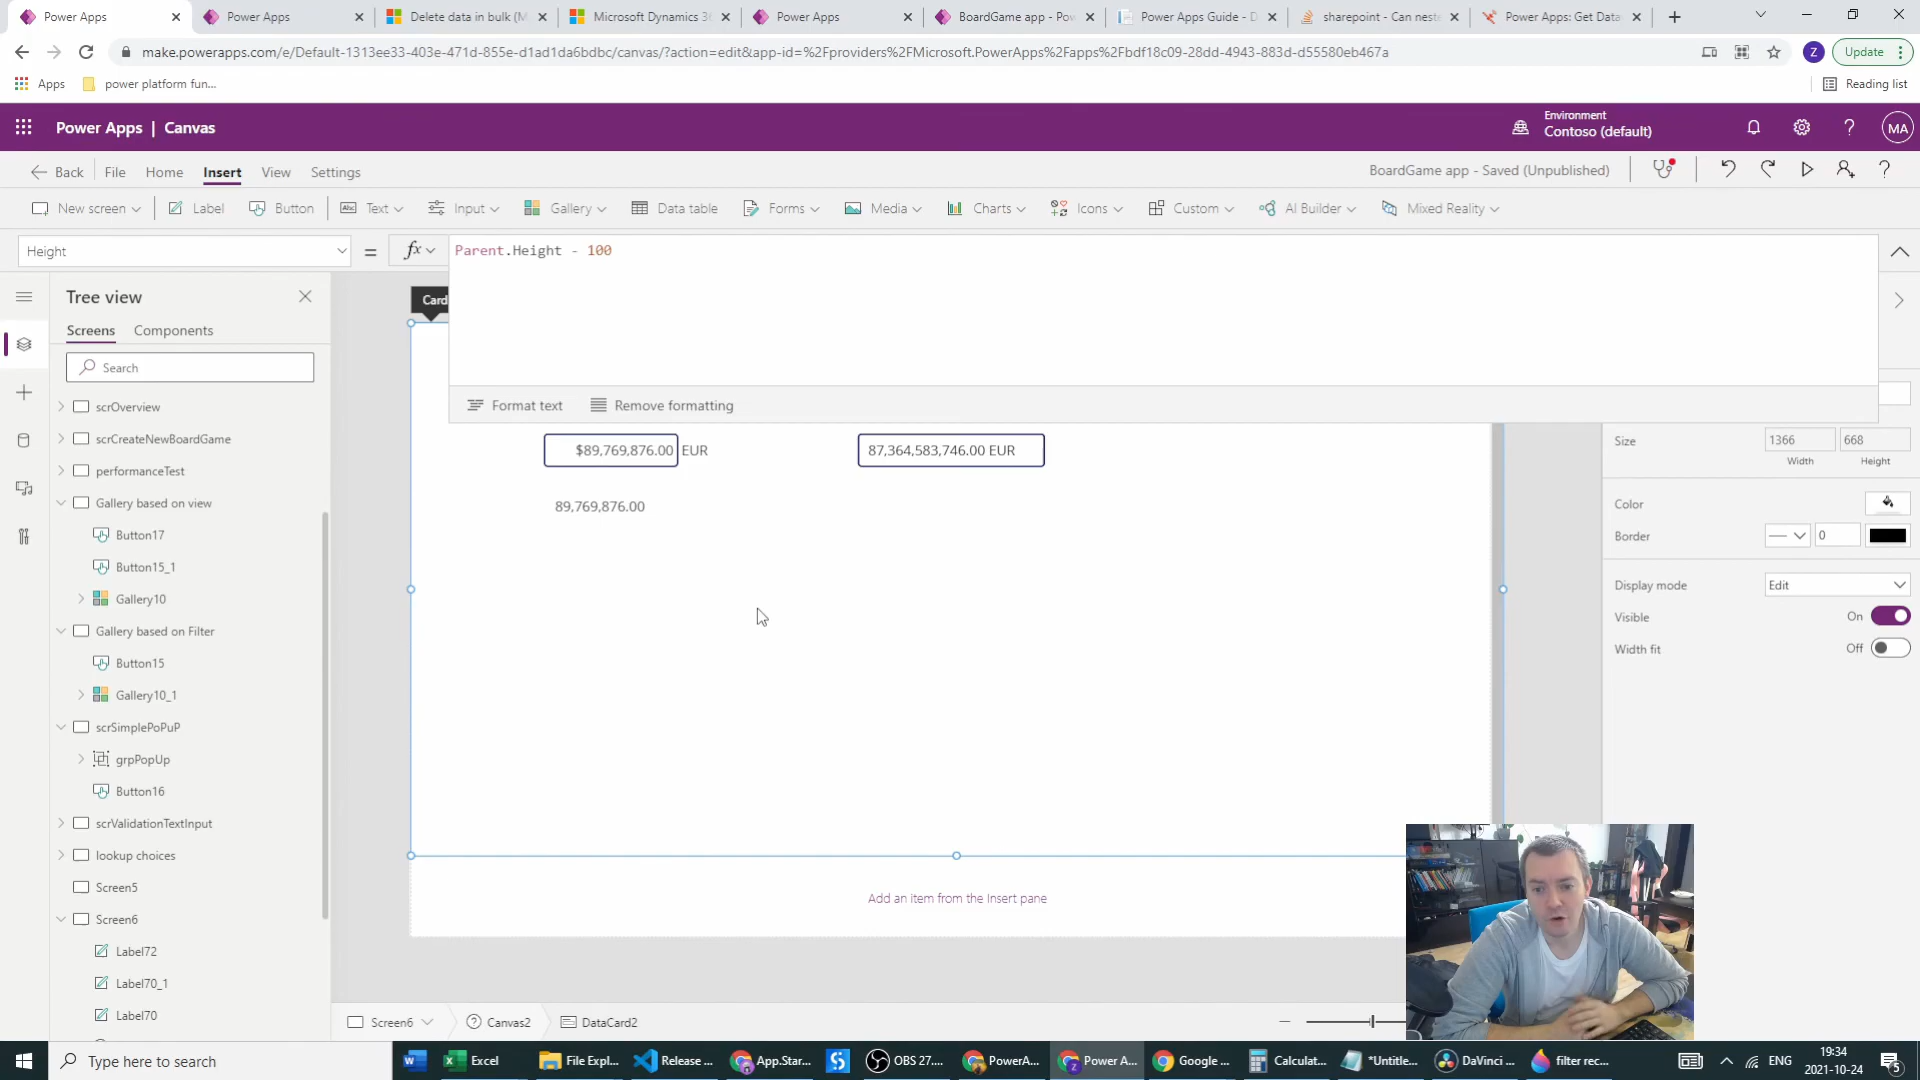 Power Apps
Power Apps
Delete data in bulk (M
Microsoft Dynamics 36
Power Apps
BoardGame app - Pow
Power Apps Guide - D
sharepoint - Can neste
Power Apps: Get Data
make.powerapps.com/e/Default-1313ee33-403e-471d-855e-d1ad1da6bdbc/canvas/?action=edit&app-id=%2Fproviders%2FMicrosoft.PowerApps%2Fapps%2Fbdf18c09-28dd-4943-883d-d55580eb467a
Z
Update
Apps
power platform fun...
Reading list
Power Apps | Canvas
Environment
Contoso (default)
MA
Back
File
Home
Insert
View
Settings
BoardGame app - Saved (Unpublished)
New screen
Label
Button
Text
Input
Gallery
Data table
Forms
Media
Charts
Icons
Custom
AI Builder
Mixed Reality
Height
=
fx
Parent.Height - 100
Format text
Remove formatting
Tree view
Screens
Components
Search
scrOverview
scrCreateNewBoardGame
performanceTest
Gallery based on view
Button17
Button15_1
Gallery10
Gallery based on Filter
Button15
Gallery10_1
scrSimplePoPuP
grpPopUp
Button16
scrValidationTextInput
lookup choices
Screen5
Screen6
Label72
Label70_1
Label70
Card
$89,769,876.00 EUR
87,364,583,746.00 EUR
89,769,876.00
Add an item from the Insert pane
Size
1366
668
Width
Height
Color
Border
0
Display mode
Edit
Visible
On
Width fit
Off
Screen6
Canvas2
DataCard2
Type here to search
Excel
File Expl...
Release ...
App.Star...
OBS 27....
PowerA...
Power A...
Google ...
Calculat...
*Untitle...
DaVinci ...
filter rec...
ENG
19:34
2021-10-24
5